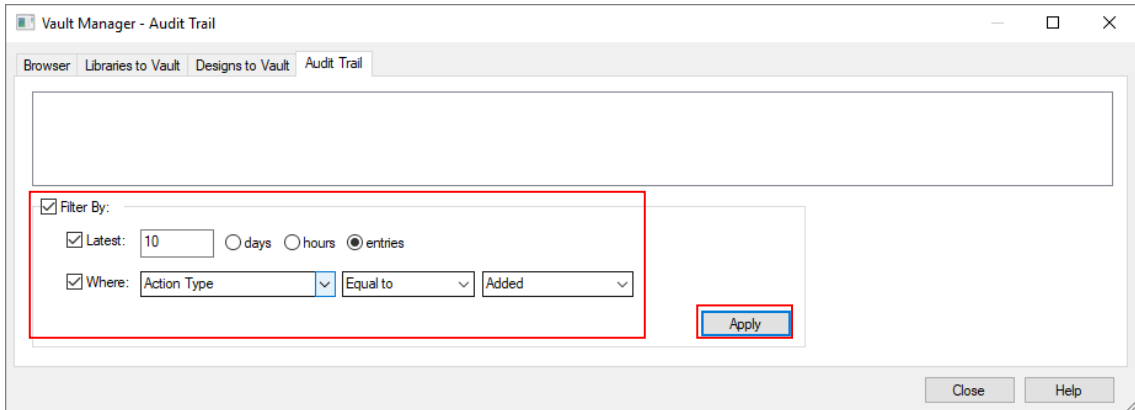 Vault Manager - Audit Trail
Browser Libraries to Vault Designs to Vault Audit Trail
Filter By:
Latest: 10 days hours entries
Where: Action Type Equal to Added
Apply
Close Help